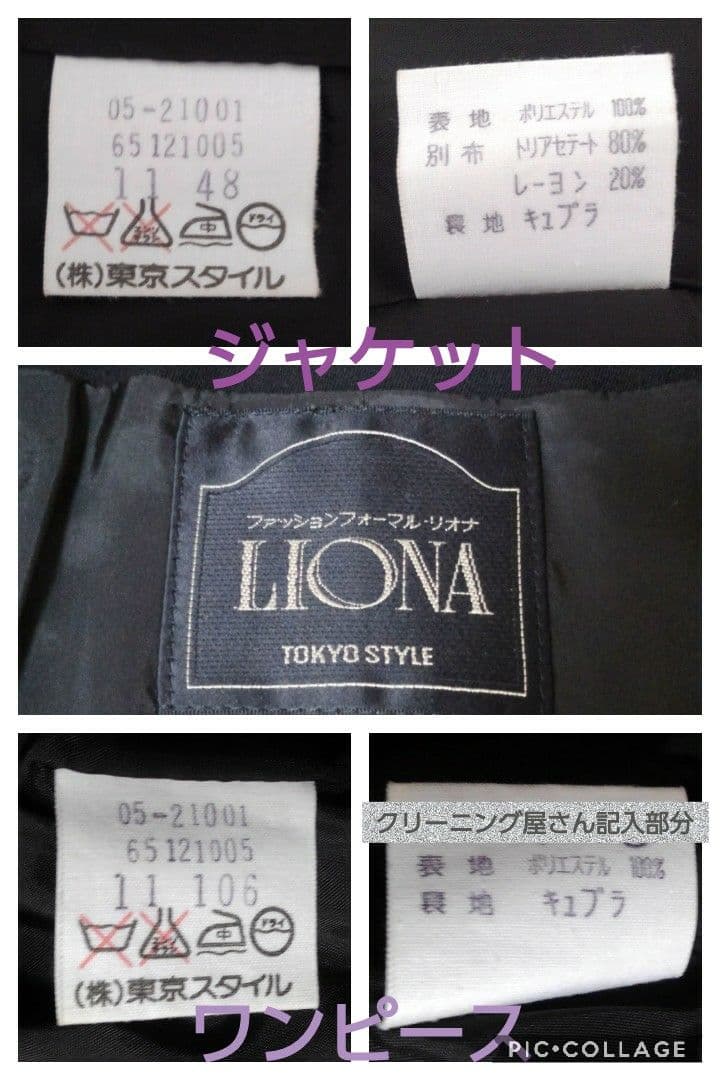 05-21001
65121005
11 48
中 ドライ
(株)東京スタイル
表地 ポリエステル 100%
別布 トリアセテート 80%
レーヨン 20%
裏地 キュプラ
ジャケット
ファッションフォーマル・リオナ
LIONA
TOKYO STYLE
05-21001
65121005
11 106
中 ドライ
(株)東京スタイル
クリーニング屋さん記入部分
表地 ポリエステル 100%
裏地 キュプラ
ワンピース
PIC•COLLAGE